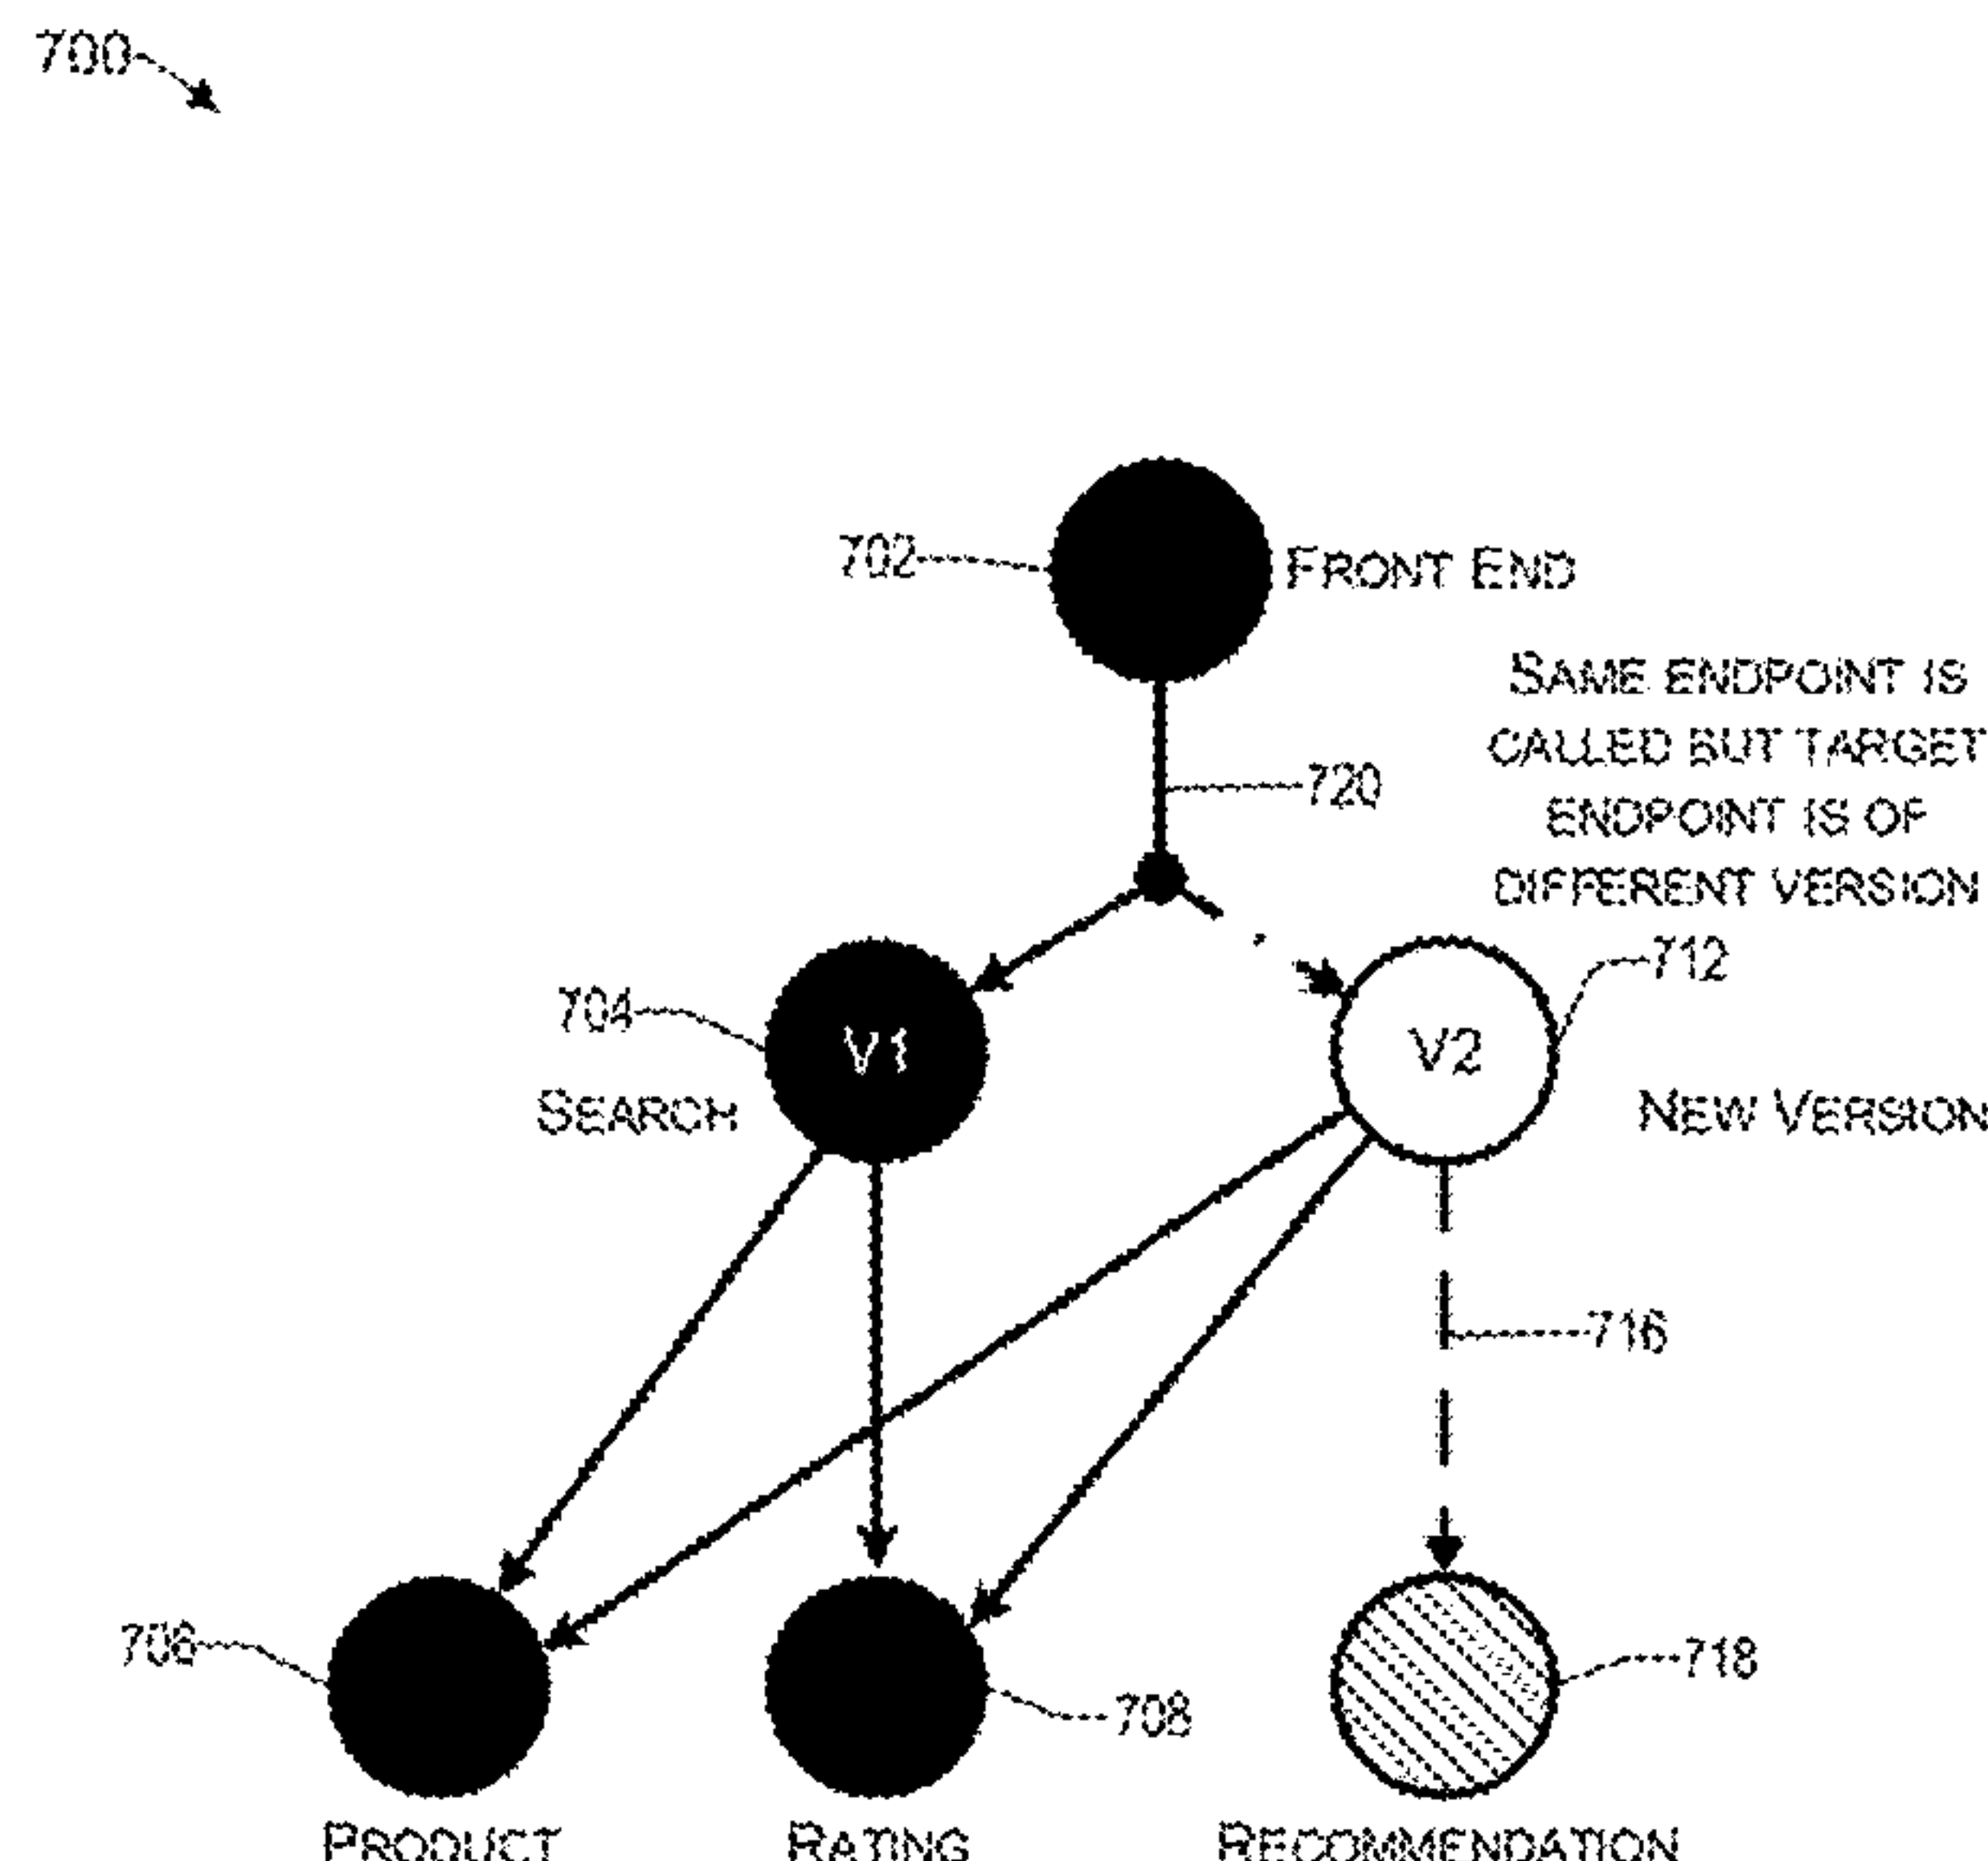 700
702
FRONT END
SAME ENDPOINT IS
CALLED BUT TARGET
ENDPOINT IS OF
DIFFERENT VERSION
720
712
704
V1
V2
SEARCH
NEW VERSION
716
706
708
718
PRODUCT
RATING
RECOMMENDATION